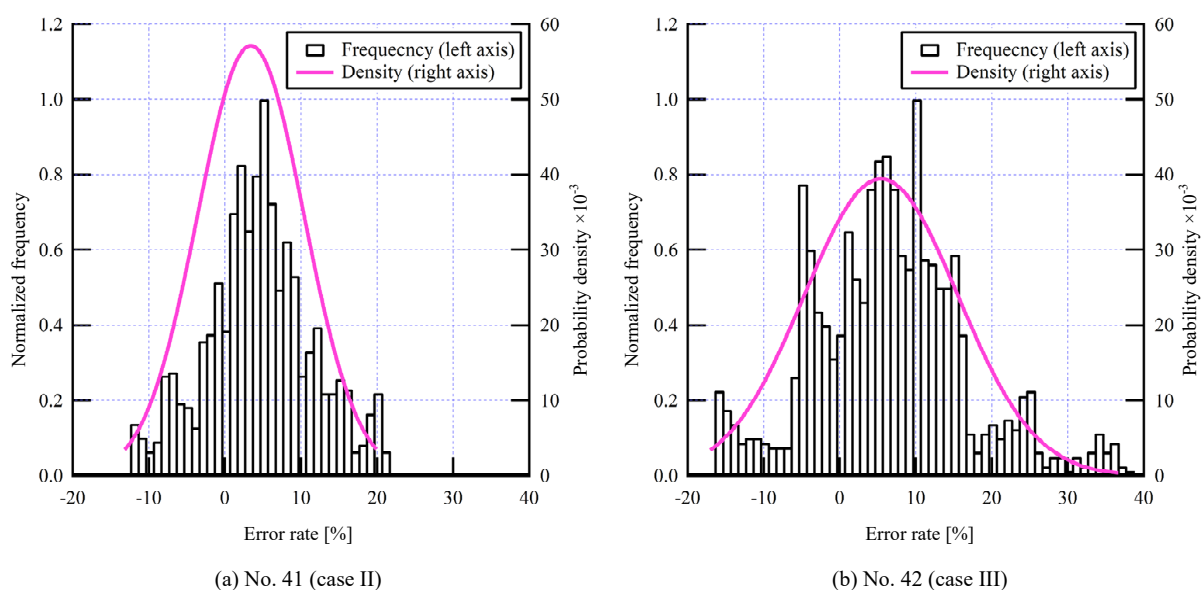 1.2
1.0
0.8
0.6
0.4
0.2
0.0
Normalized frequency
60
50
40
30
20
10
0
Probability density ×10⁻³
Frequecncy (left axis)
Density (right axis)
-20 -10 0 10 20 30 40
Error rate [%]
(a) No. 41 (case II)
1.2
1.0
0.8
0.6
0.4
0.2
0.0
Normalized frequency
60
50
40
30
20
10
0
Probability density ×10⁻³
Frequecncy (left axis)
Density (right axis)
-20 -10 0 10 20 30 40
Error rate [%]
(b) No. 42 (case III)